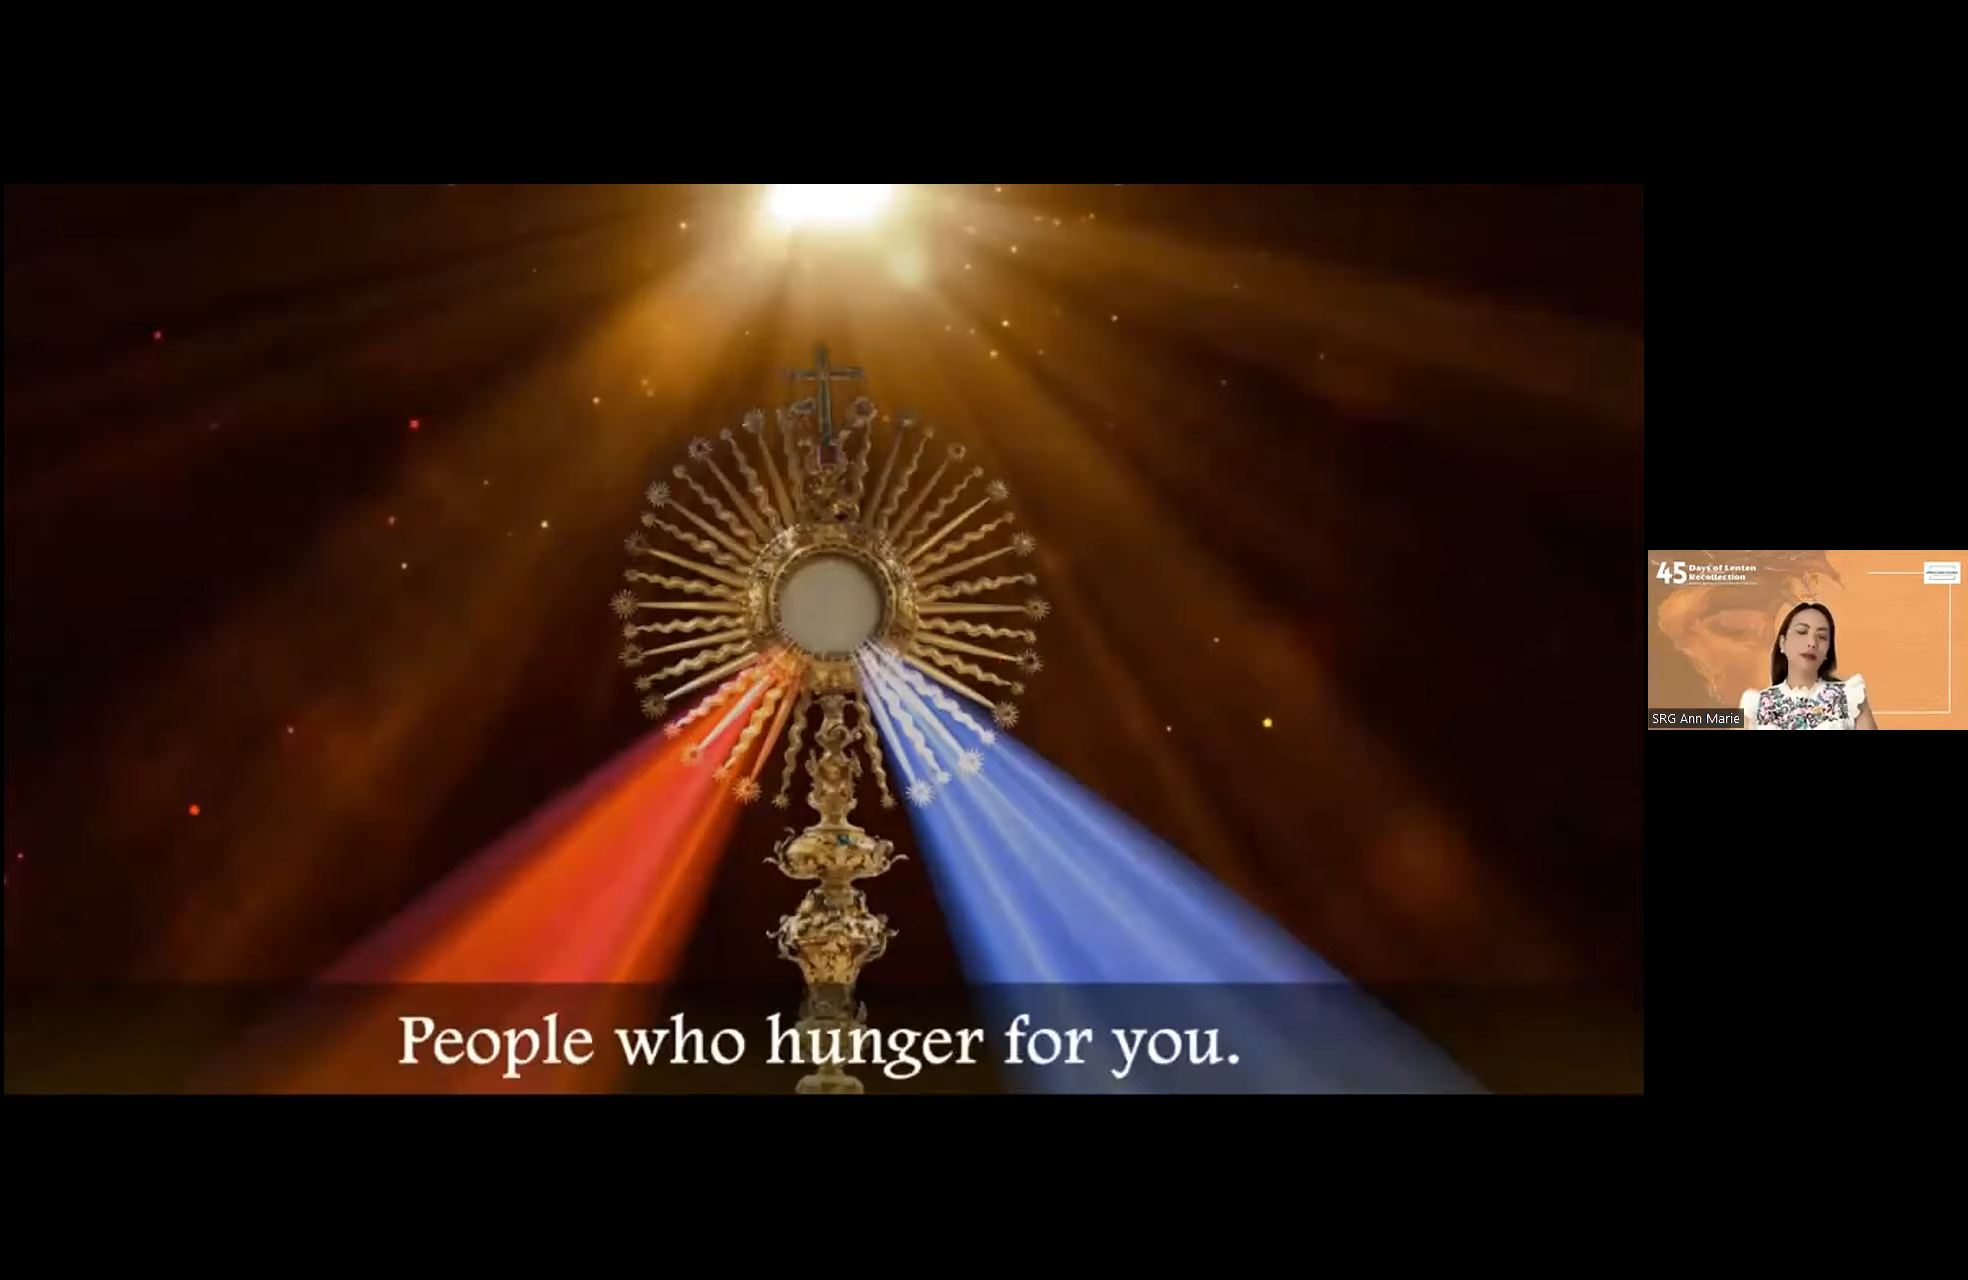 People who hunger for you.
45 Days of Lenten
Recollection
SRG Ann Marie